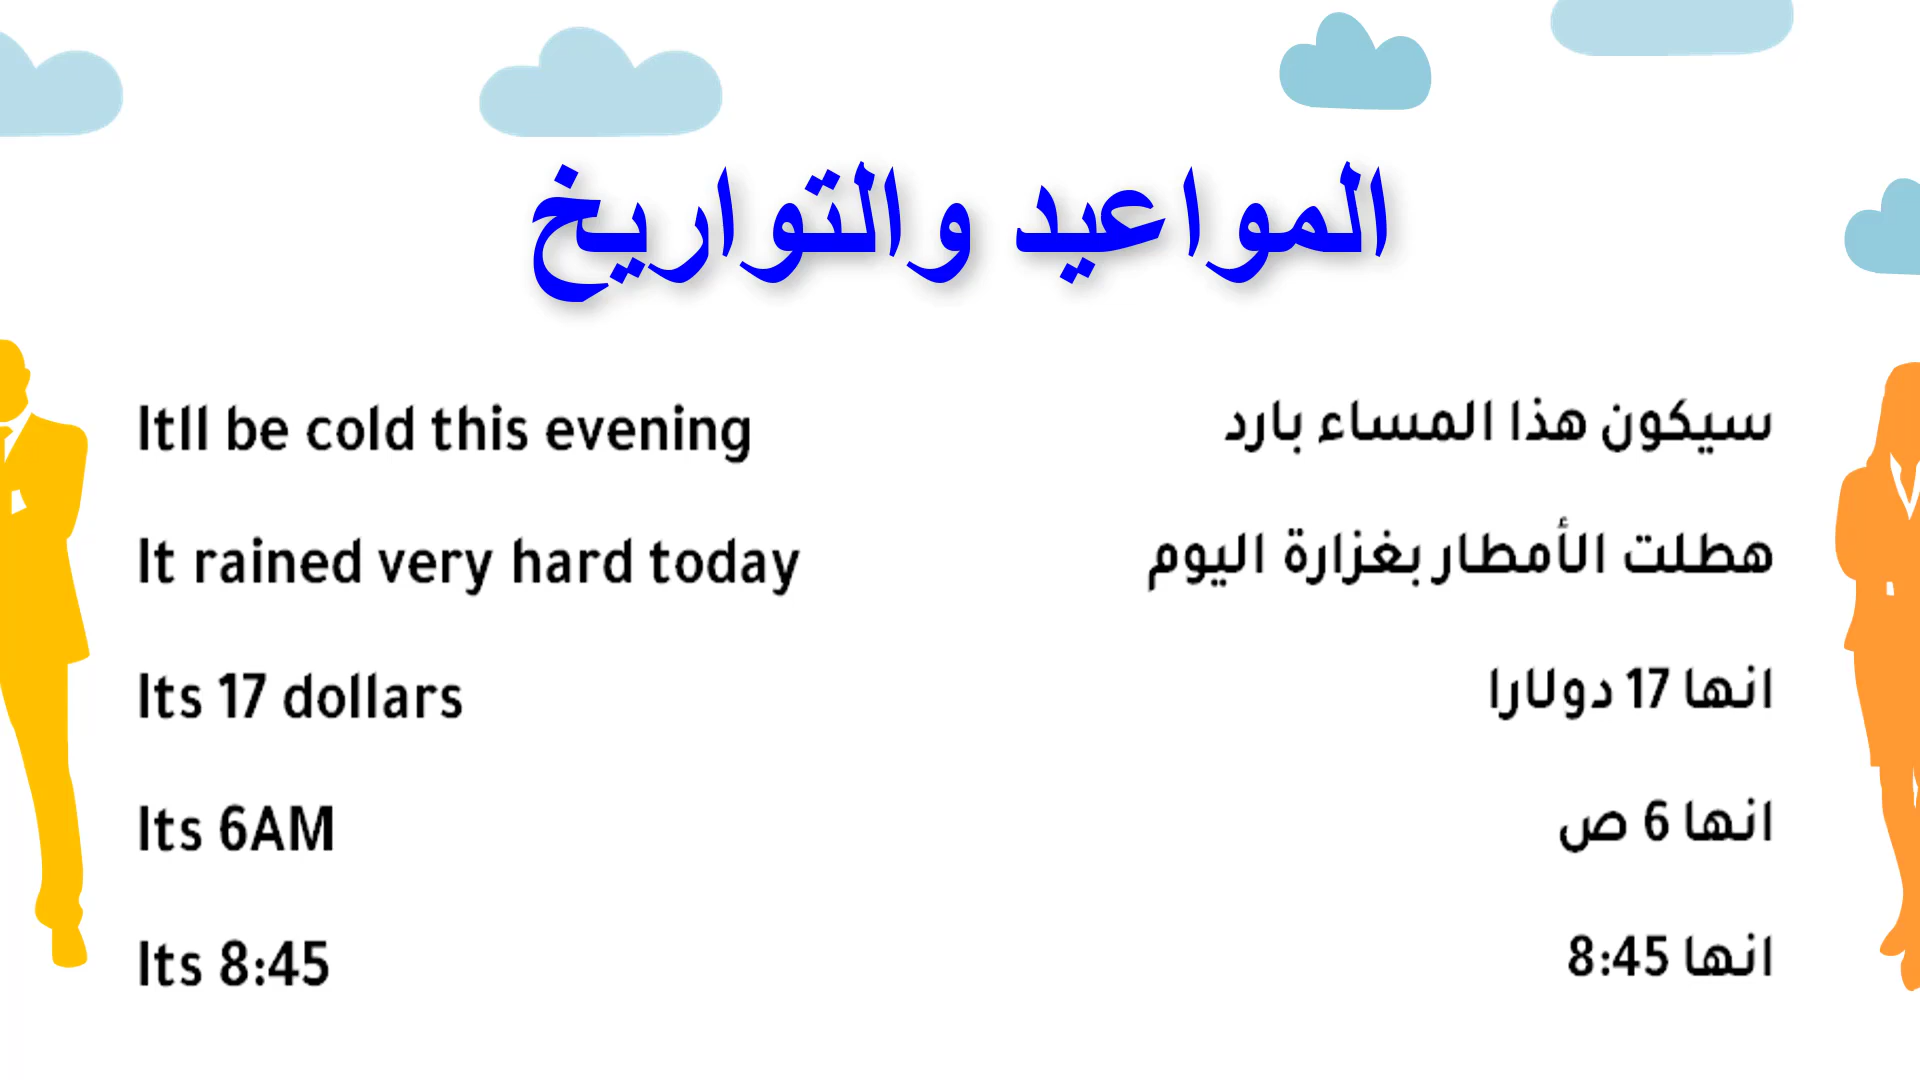 المواعيد والتواريخ
Itll be cold this evening سيكون هذا المساء بارد
It rained very hard today هطلت الأمطار بغزارة اليوم
Its 17 dollars انها 17 دولارا
Its 6AM انها 6 ص
Its 8:45 انها 8:45